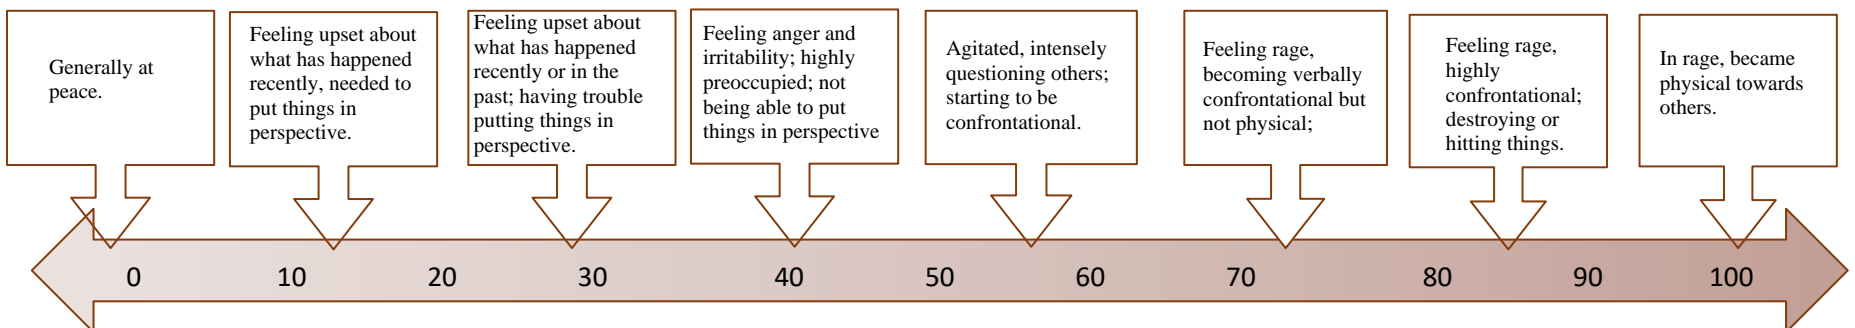 Generally at
peace.
Feeling upset about
what has happened
recently, needed to
put things in
perspective.
Feeling upset about
what has happened
recently or in the
past; having trouble
putting things in
perspective.
Feeling anger and
irritability; highly
preoccupied; not
being able to put
things in perspective
Agitated, intensely
questioning others;
starting to be
confrontational.
Feeling rage,
becoming verbally
confrontational but
not physical;
Feeling rage,
highly
confrontational;
destroying or
hitting things.
In rage, became
physical towards
others.
0 10 20 30 40 50 60 70 80 90 100